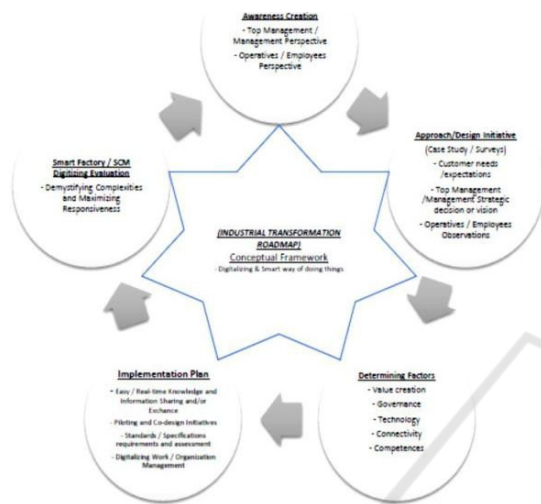 Awareness Creation
- Top Management /
Management Perspective
- Operatives / Employees
Perspective
Approach/Design Initiative
(Case Study / Surveys)
- Customer needs
/expectations
- Top Management
/Management Strategic
decision or vision
- Operatives / Employees
Observations
Determining Factors
- Value creation
- Governance
- Technology
- Connectivity
- Competences
Implementation Plan
- Easy / Real-time Knowledge and
Information Sharing and/or
Exchance
- Piloting and Co-design Initiatives
- Standards / Specifications
requirements and assessment
- Digitalizing Work / Organisation
Management
Smart Factory / SCM
Digitizing Evaluation
- Demystifying Complexities
and Maximizing
Responsiveness
(INDUSTRIAL TRANSFORMATION
ROADMAP)
Conceptual Framework
- Digitalizing & Smart way of doing things